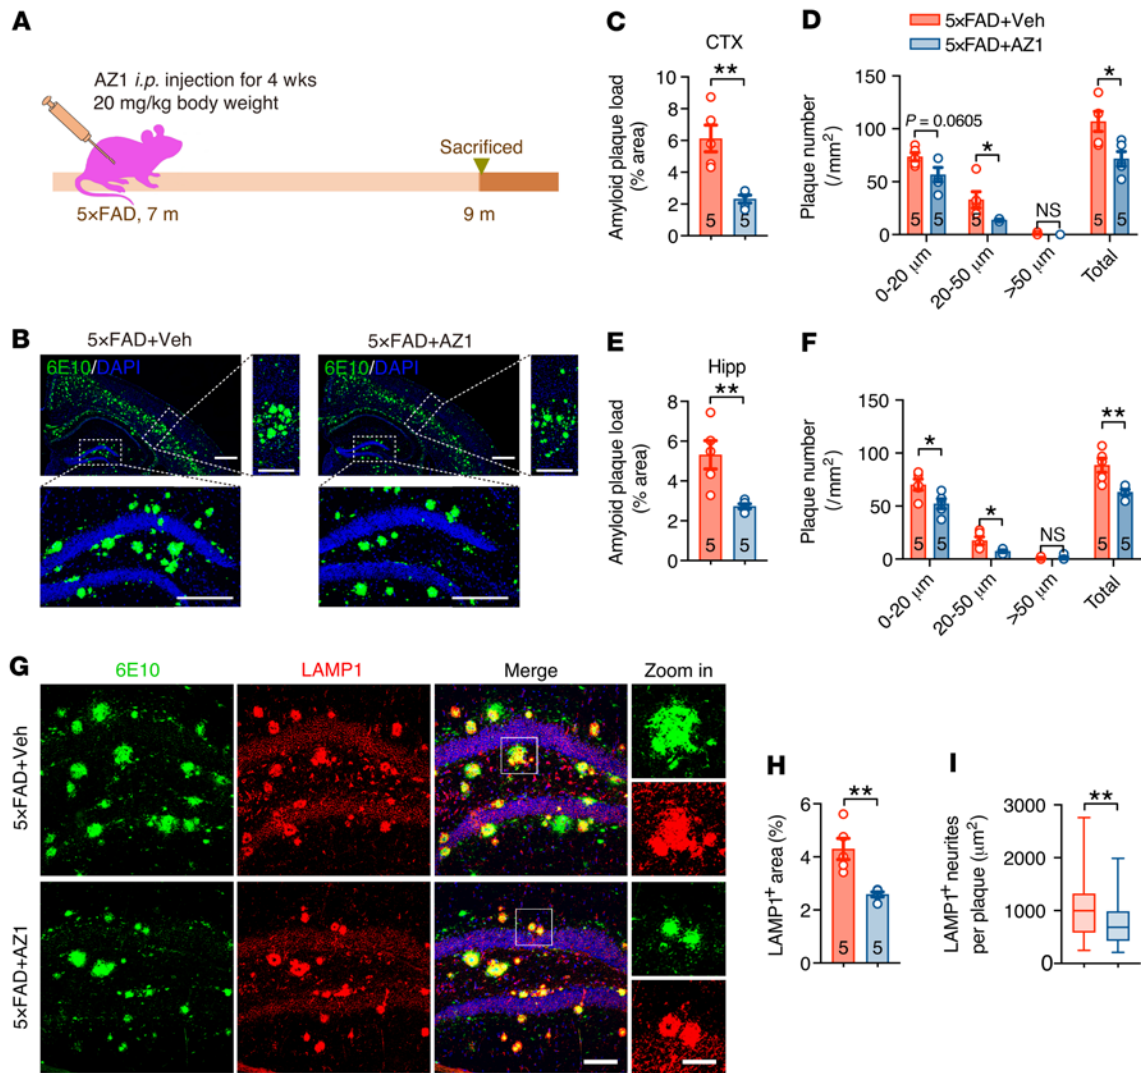 A
AZ1 i.p. injection for 4 wks
20 mg/kg body weight
Sacrificed
5×FAD, 7 m
9 m
B
5×FAD+Veh
5×FAD+AZ1
6E10/DAPI
6E10/DAPI
C
CTX
Amyloid plaque load
(% area)
10
8
6
4
2
0
**
5
5
D
5×FAD+Veh
5×FAD+AZ1
Plaque number
(/mm²)
150
100
50
0
P = 0.0605
*
NS
*
5
5
5
5
5
0-20 μm
20-50 μm
>50 μm
Total
E
Hipp
Amyloid plaque load
(% area)
8
6
4
2
0
**
5
5
F
Plaque number
(/mm²)
150
100
50
0
*
*
NS
**
5
5
5
5
5
0-20 μm
20-50 μm
>50 μm
Total
G
6E10
LAMP1
Merge
Zoom in
5×FAD+Veh
5×FAD+AZ1
H
LAMP1⁺ area (%)
6
4
2
0
**
5
5
I
LAMP1⁺ neurites
per plaque (μm²)
3000
2000
1000
0
**